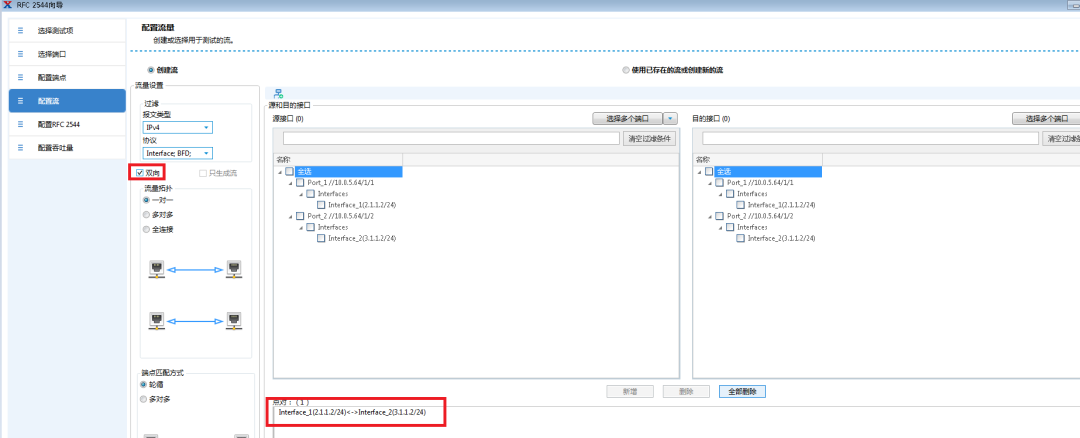 RFC 2544向导
选择测试项
选择端口
配置端点
配置流
配置RFC 2544
配置吞吐量
配置流量
创建或选择用于测试的流。
创建流
使用已存在的流或创建新的流
流量设置
过滤
报文类型
IPv4
协议
Interface; BFD;
双向
只生成流
流量拓扑
一对一
多对多
全连接
端点匹配方式
轮循
多对多
源和目的接口
源接口 (0)
选择多个端口
清空过滤条件
名称
全选
Port_1 //10.0.5.64/1/1
Interfaces
Interface_1(2.1.1.2/24)
Port_2 //10.0.5.64/1/2
Interfaces
Interface_2(3.1.1.2/24)
目的接口 (0)
选择多个端口
清空过滤条
名称
全选
Port_1 //10.0.5.64/1/1
Interfaces
Interface_1(2.1.1.2/24)
Port_2 //10.0.5.64/1/2
Interfaces
Interface_2(3.1.1.2/24)
新增
删除
全部删除
点对: ( 1 )
Interface_1(2.1.1.2/24)<->Interface_2(3.1.1.2/24)